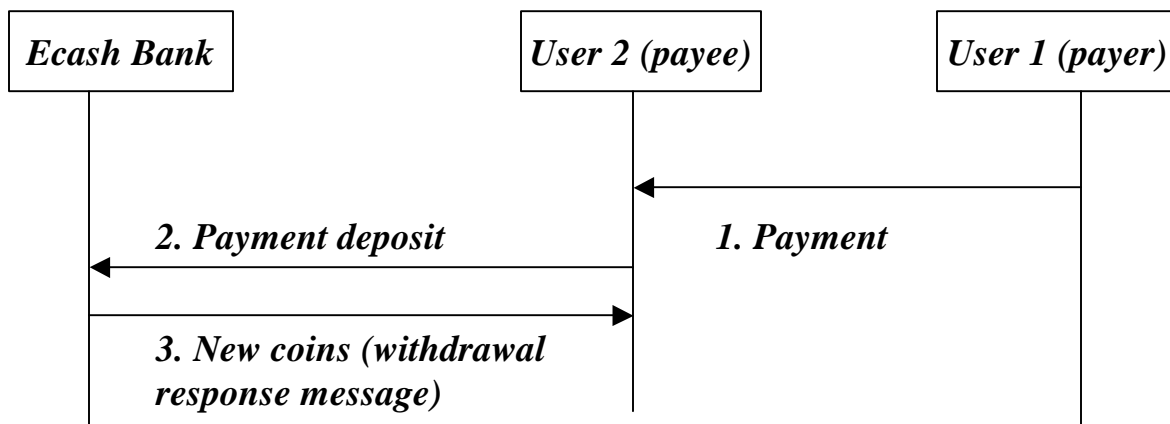 Ecash Bank
User 2 (payee)
User 1 (payer)
2. Payment deposit
1. Payment
3. New coins (withdrawal
response message)